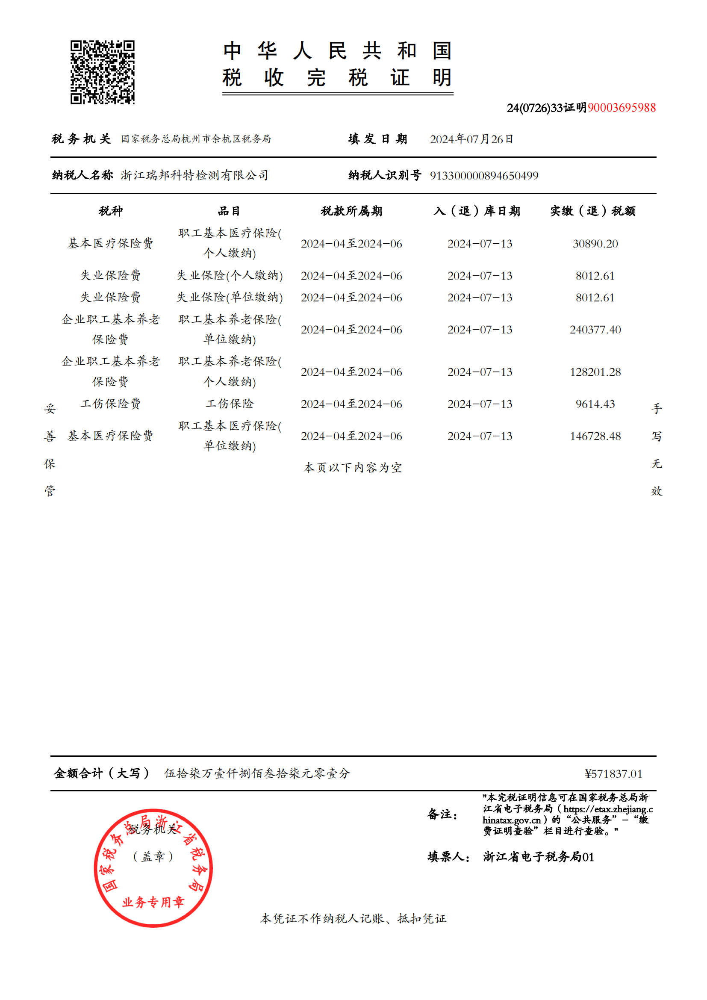 中华人民共和国
税收完税证明
24(0726)33证明90003695988
税务机关 国家税务总局杭州市余杭区税务局 填发日期 2024年07月26日
纳税人名称 浙江瑞邦科特检测有限公司 纳税人识别号 913300000894650499
税种 品目 税款所属期 入（退）库日期 实缴（退）税额
职工基本医疗保险(
基本医疗保险费 2024-04至2024-06 2024-07-13 30890.20
个人缴纳)
失业保险费 失业保险(个人缴纳) 2024-04至2024-06 2024-07-13 8012.61
失业保险费 失业保险(单位缴纳) 2024-04至2024-06 2024-07-13 8012.61
企业职工基本养老 职工基本养老保险(
2024-04至2024-06 2024-07-13 240377.40
保险费 单位缴纳)
企业职工基本养老 职工基本养老保险(
2024-04至2024-06 2024-07-13 128201.28
保险费 个人缴纳)
工伤保险费 工伤保险 2024-04至2024-06 2024-07-13 9614.43
职工基本医疗保险(
基本医疗保险费 2024-04至2024-06 2024-07-13 146728.48
单位缴纳)
本页以下内容为空
妥善保管
手写无效
金额合计（大写） 伍拾柒万壹仟捌佰叁拾柒元零壹分 ¥571837.01
备注：
"本完税证明信息可在国家税务总局浙
江省电子税务局（https://etax.zhejiang.c
hinatax.gov.cn）的“公共服务”-“缴
费证明查验”栏目进行查验。"
税务机关
（盖章）
国家税务总局浙江省税务局
业务专用章
填票人： 浙江省电子税务局01
本凭证不作纳税人记账、抵扣凭证